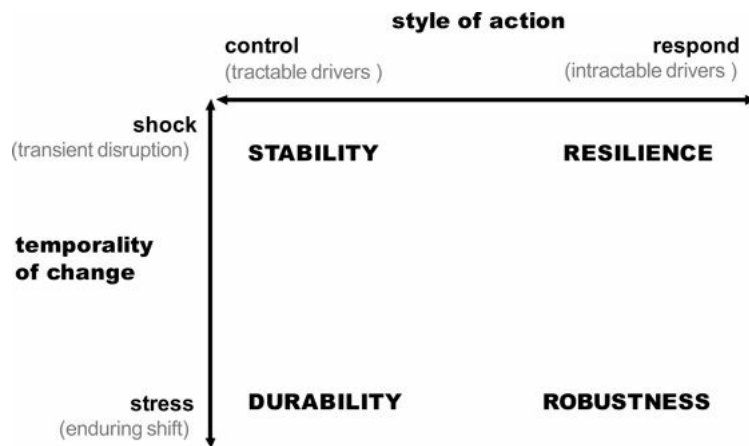 style of action
control
(tractable drivers )
respond
(intractable drivers )
shock
(transient disruption)
STABILITY
RESILIENCE
temporality
of change
stress
(enduring shift)
DURABILITY
ROBUSTNESS